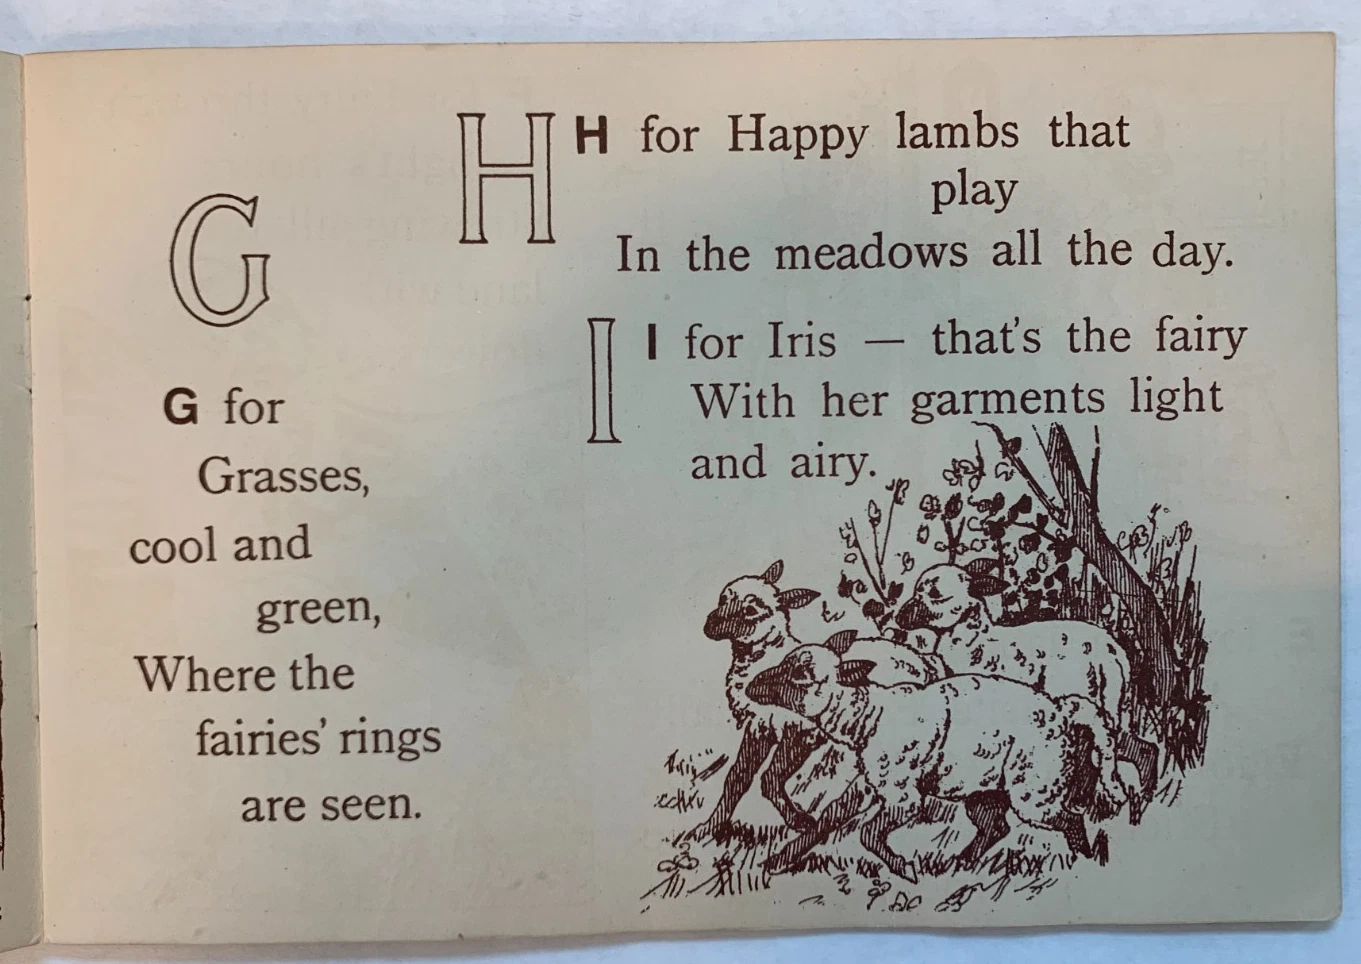 G
G for
Grasses,
cool and
green,
Where the
fairies' rings
are seen.
H
H for Happy lambs that
play
In the meadows all the day.
I
I for Iris — that's the fairy
With her garments light
and airy.